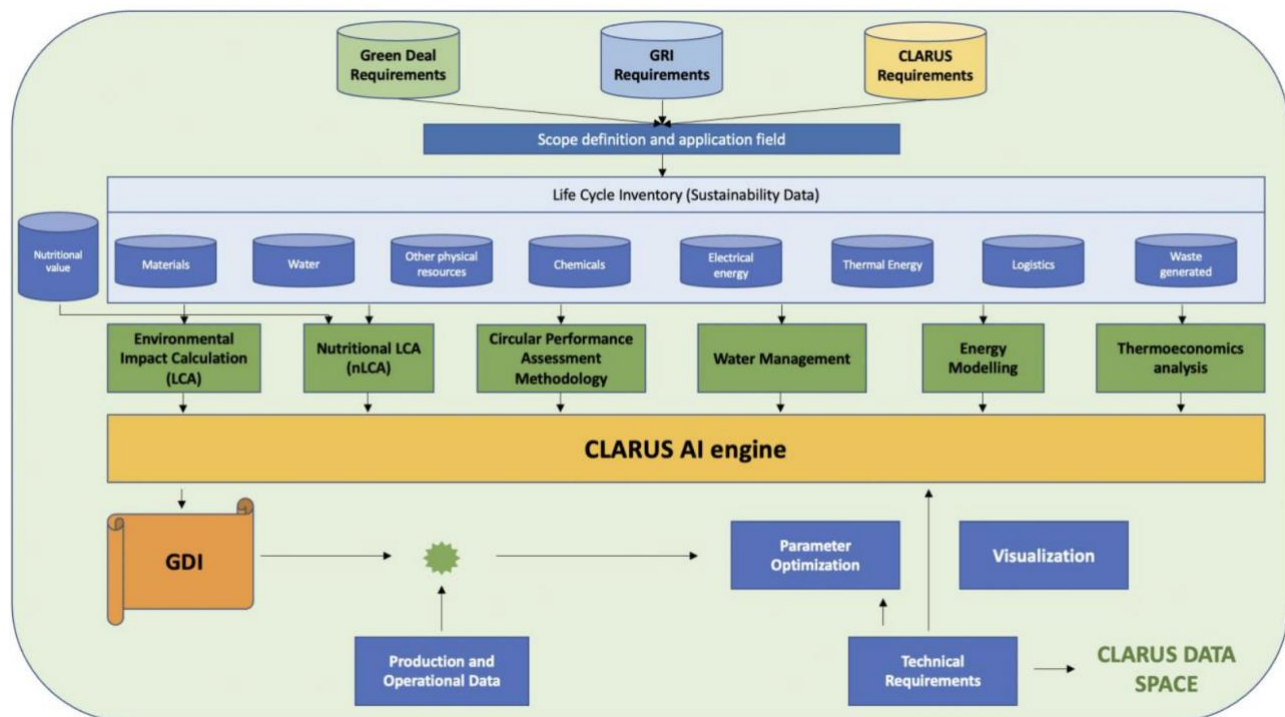 Green Deal
Requirements
GRI
Requirements
CLARUS
Requirements
Scope definition and application field
Life Cycle Inventory (Sustainability Data)
Nutritional
value
Materials
Water
Other physical
resources
Chemicals
Electrical
energy
Thermal Energy
Logistics
Waste
generated
Environmental
Impact Calculation
(LCA)
Nutritional LCA
(nLCA)
Circular Performance
Assessment
Methodology
Water Management
Energy
Modelling
Thermoeconomics
analysis
CLARUS AI engine
GDI
Parameter
Optimization
Visualization
Production and
Operational Data
Technical
Requirements
CLARUS DATA
SPACE